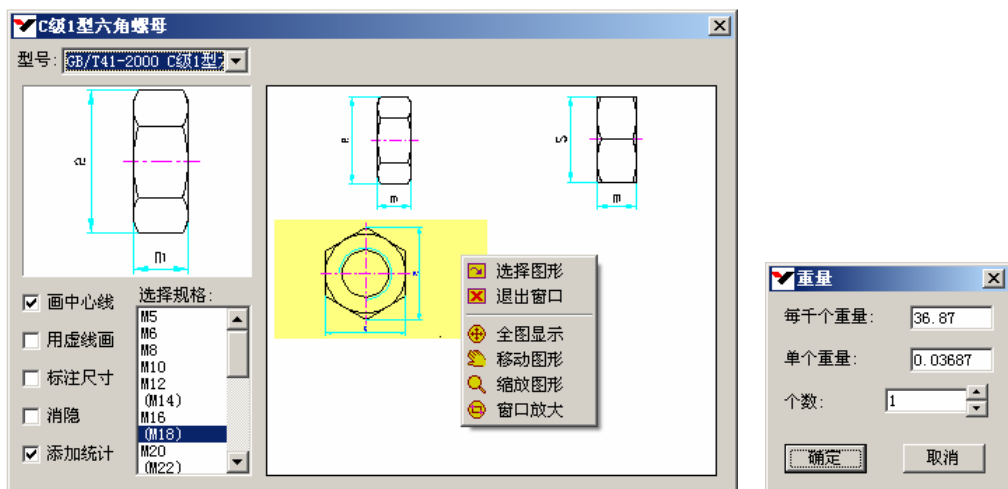 C级1型六角螺母
型号:
GB/T41-2000 C级1型
e
m
e
m
S
m
画中心线
用虚线画
标注尺寸
消隐
添加统计
选择规格:
M5
M6
M8
M10
M12
(M14)
M16
(M18)
M20
(M22)
选择图形
退出窗口
全图显示
移动图形
缩放图形
窗口放大
重量
每千个重量:
36.87
单个重量:
0.03687
个数:
1
确定
取消